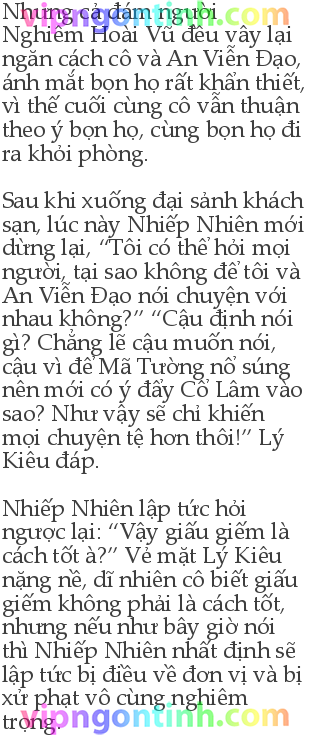 Nhưng cả đám người
Nghiêm Hoài Vũ đều vây lại
ngăn cách cô và An Viễn Đạo,
ánh mắt bọn họ rất khẩn thiết,
vì thế cuối cùng cô vẫn thuận
theo ý bọn họ, cùng bọn họ đi
ra khỏi phòng.
Sau khi xuống đại sảnh khách
sạn, lúc này Nhiếp Nhiên mới
dừng lại, “Tôi có thể hỏi mọi
người, tại sao không để tôi và
An Viễn Đạo nói chuyện với
nhau không?” “Cậu định nói
gì? Chẳng lẽ cậu muốn nói,
cậu vì để Mã Tường nổ súng
nên mới có ý đẩy Cổ Lâm vào
sao? Như vậy sẽ chỉ khiến
mọi chuyện tệ hơn thôi!” Lý
Kiêu đáp.
Nhiếp Nhiên lập tức hỏi
ngược lại: “Vậy giấu giếm là
cách tốt à?” Vẻ mặt Lý Kiêu
nặng nề, dĩ nhiên cô biết giấu
giếm không phải là cách tốt,
nhưng nếu như bây giờ nói
thì Nhiếp Nhiên nhất định sẽ
lập tức bị điều về đơn vị và bị
xử phạt vô cùng nghiêm
trọng.
vipngontinh.com
vipngontinh.com